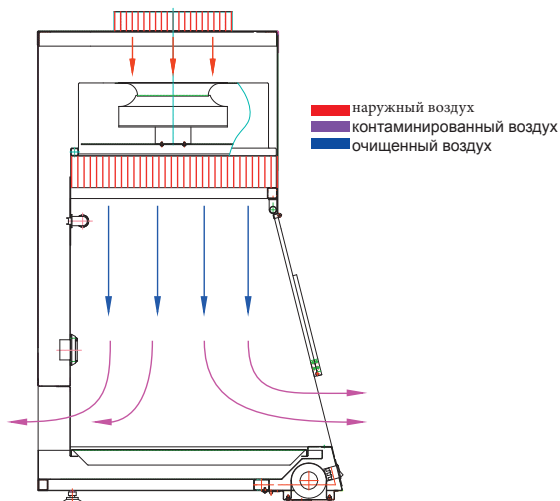 наружный воздух
контаминированный воздух
очищенный воздух